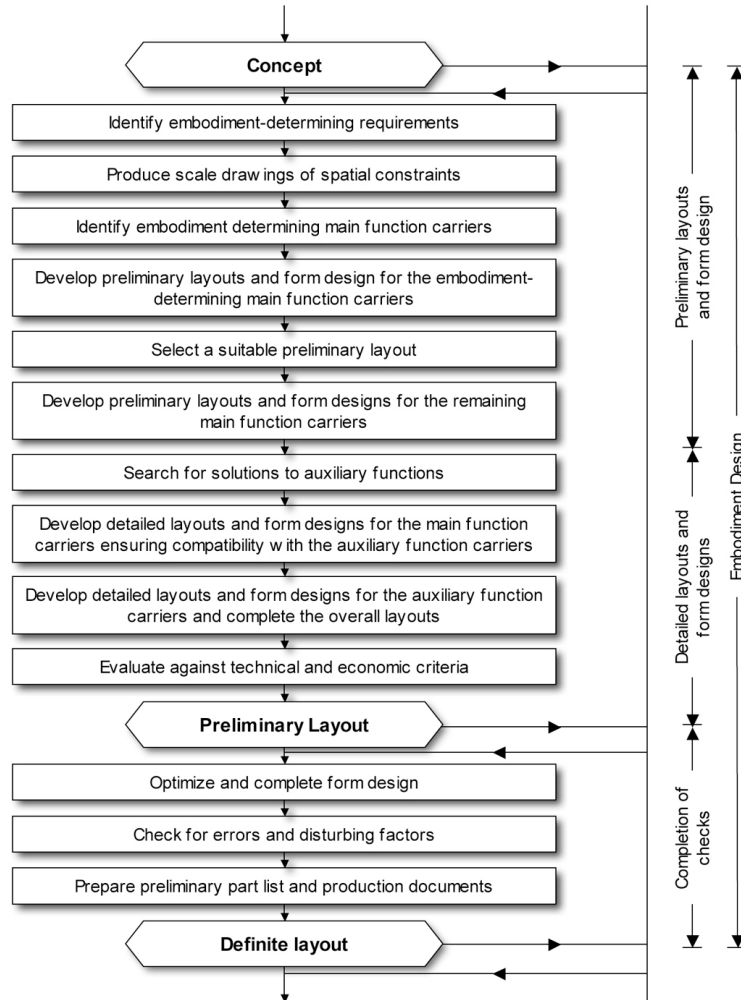 Concept
Identify embodiment-determining requirements
Produce scale drawings of spatial constraints
Identify embodiment determining main function carriers
Develop preliminary layouts and form design for the embodiment-
determining main function carriers
Select a suitable preliminary layout
Develop preliminary layouts and form designs for the remaining
main function carriers
Search for solutions to auxiliary functions
Develop detailed layouts and form designs for the main function
carriers ensuring compatibility with the auxiliary function carriers
Develop detailed layouts and form designs for the auxiliary function
carriers and complete the overall layouts
Evaluate against technical and economic criteria
Preliminary Layout
Optimize and complete form design
Check for errors and disturbing factors
Prepare preliminary part list and production documents
Definite layout
Preliminary layouts
and form design
Detailed layouts and
form designs
Completion of
checks
Embodiment Design